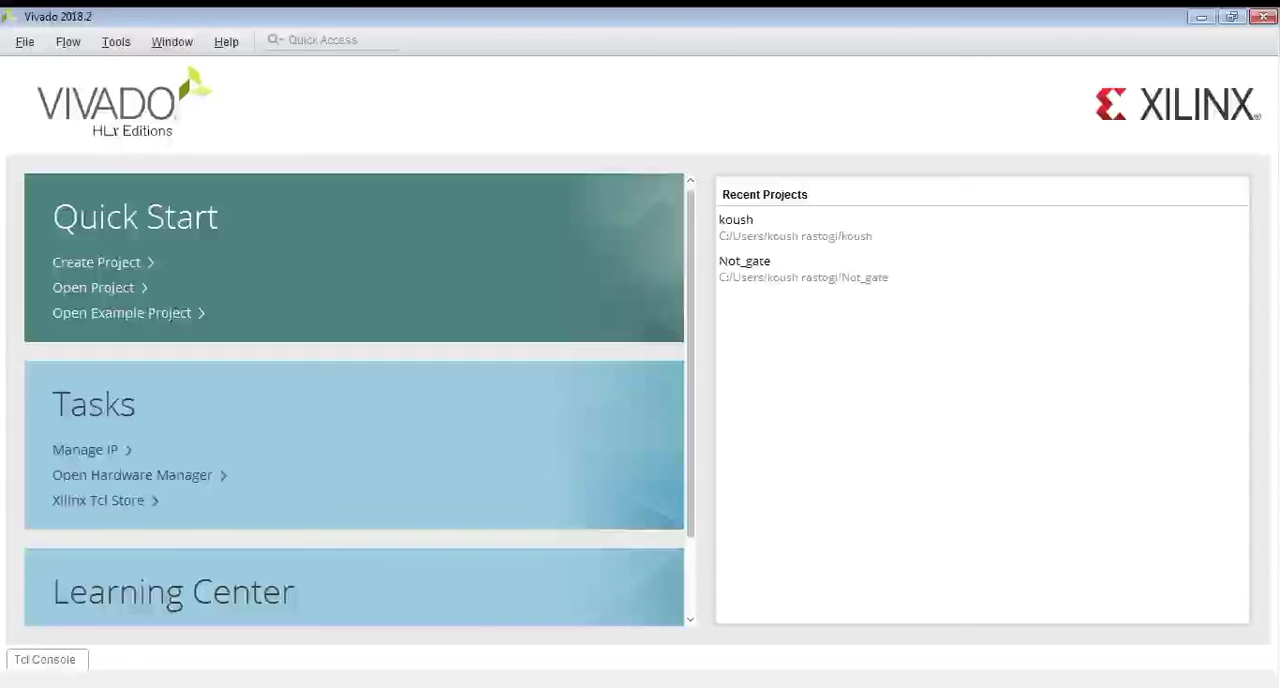 Vivado 2018.2
File Flow Tools Window Help Quick Access
VIVADO
HLx Editions
XILINX
Quick Start
Create Project >
Open Project >
Open Example Project >
Tasks
Manage IP >
Open Hardware Manager >
Xilinx Tcl Store >
Learning Center
Recent Projects
koush
C:/Users/koush rastogi/koush
Not_gate
C:/Users/koush rastogi/Not_gate
Tcl Console